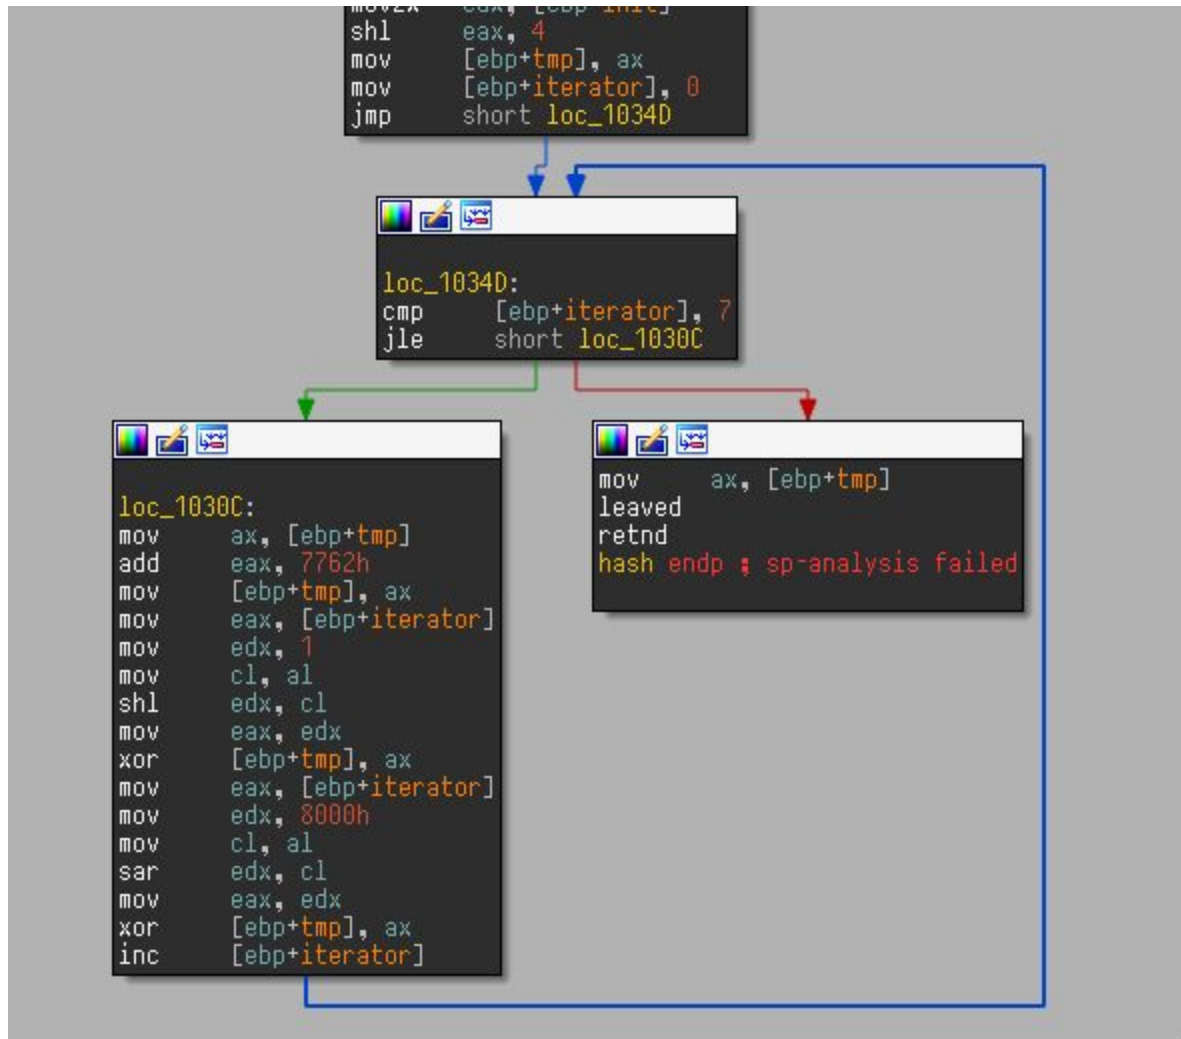 shl eax, 4
mov [ebp+tmp], ax
mov [ebp+iterator], 0
jmp short loc_1034D
loc_1034D:
cmp [ebp+iterator], 7
jle short loc_1030C
loc_1030C:
mov ax, [ebp+tmp]
add eax, 7762h
mov [ebp+tmp], ax
mov eax, [ebp+iterator]
mov edx, 1
mov cl, al
shl edx, cl
mov eax, edx
xor [ebp+tmp], ax
mov eax, [ebp+iterator]
mov edx, 8000h
mov cl, al
sar edx, cl
mov eax, edx
xor [ebp+tmp], ax
inc [ebp+iterator]
mov ax, [ebp+tmp]
leaved
retnd
hash endp ; sp-analysis failed